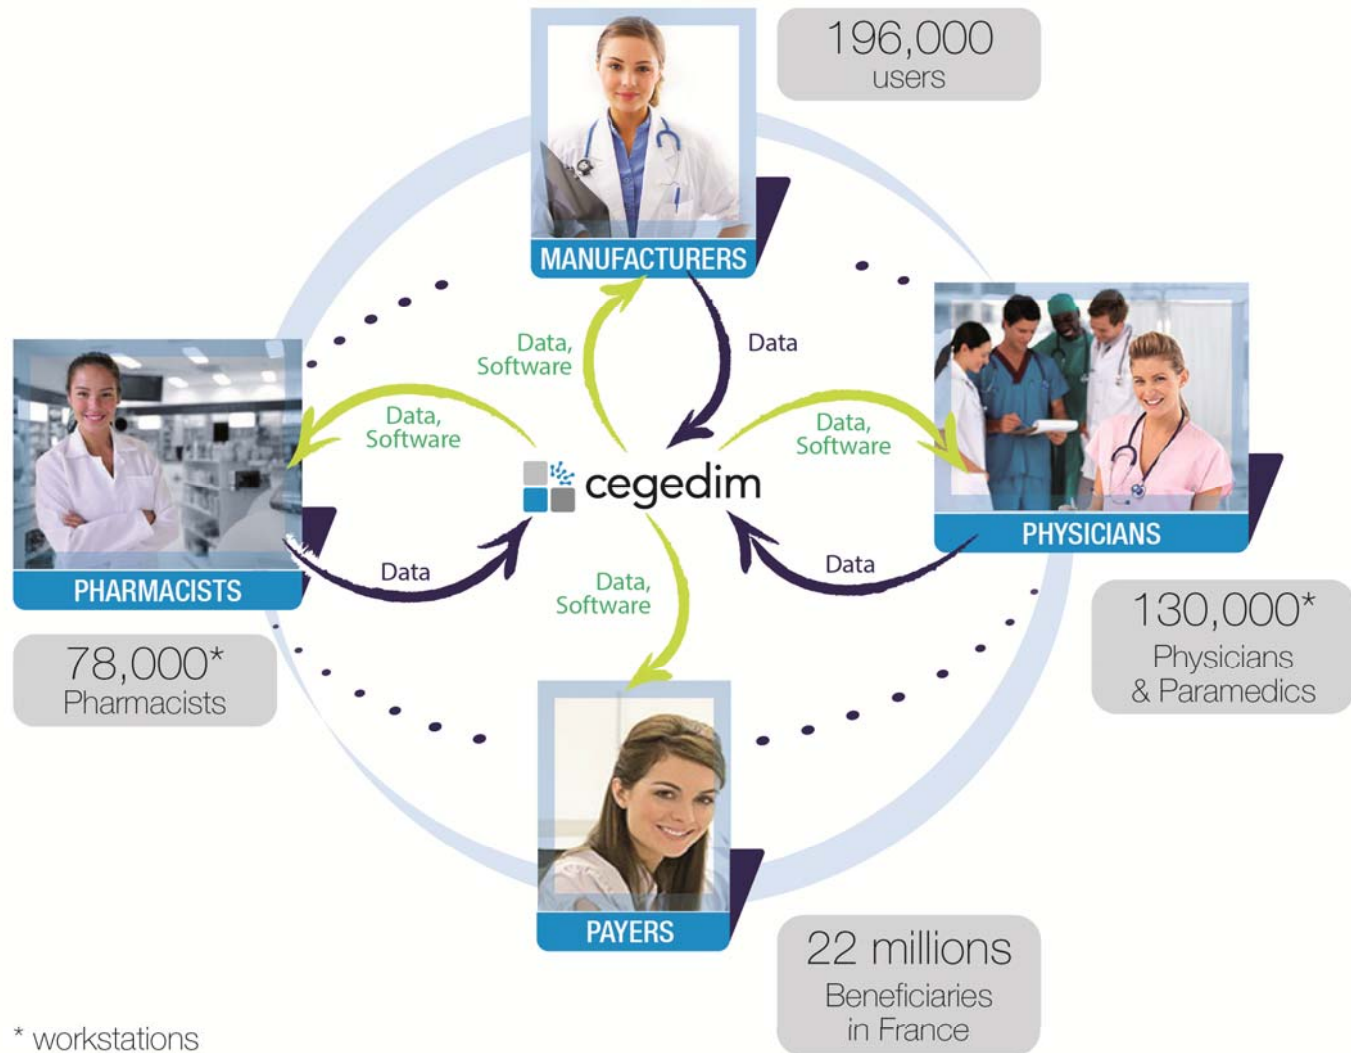 196,000
users
MANUFACTURERS
Data,
Software
Data
Data,
Software
Data,
Software
cegedim
PHYSICIANS
PHARMACISTS
Data
Data
Data,
Software
78,000*
Pharmacists
130,000*
Physicians
& Paramedics
PAYERS
22 millions
Beneficiaries
in France
* workstations